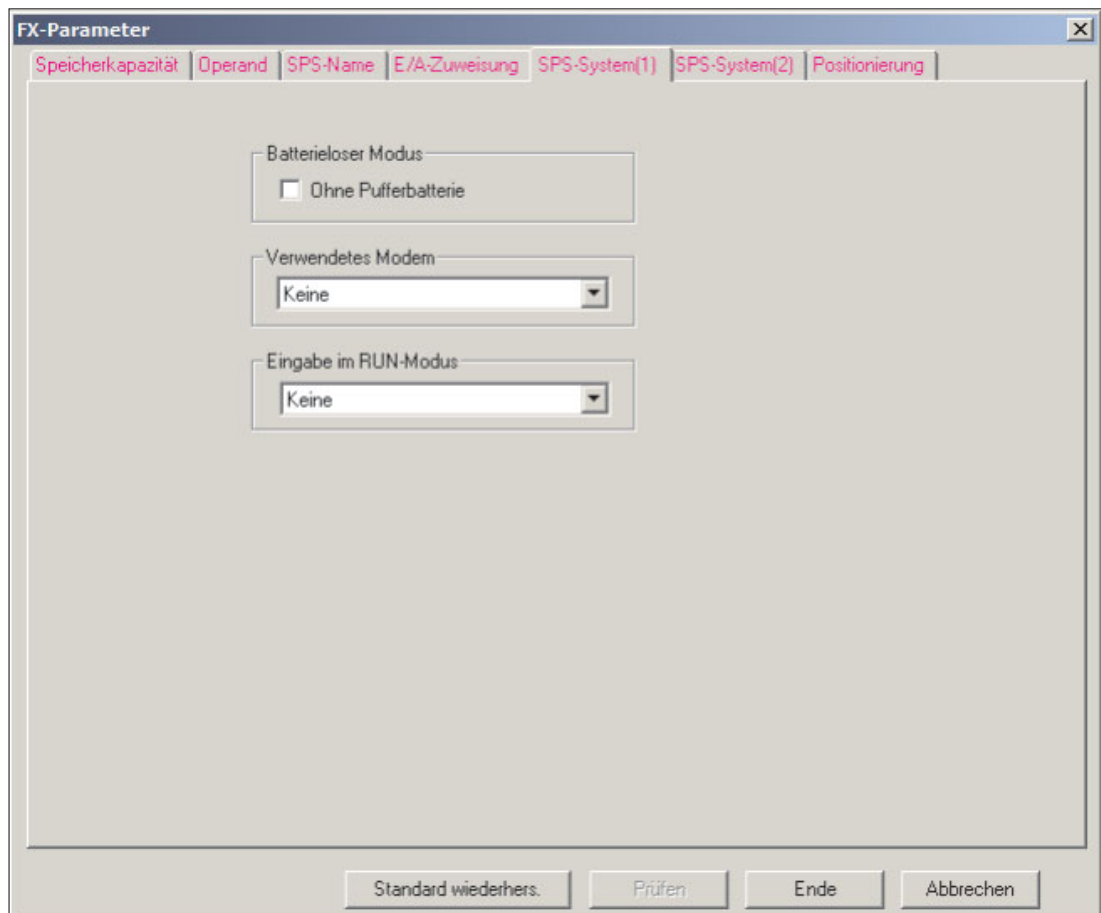 FX-Parameter
Speicherkapazität Operand SPS-Name E/A-Zuweisung SPS-System(1) SPS-System(2) Positionierung
Batterieloser Modus
Ohne Pufferbatterie
Verwendetes Modem
Keine
Eingabe im RUN-Modus
Keine
Standard wiederhers. Prüfen Ende Abbrechen